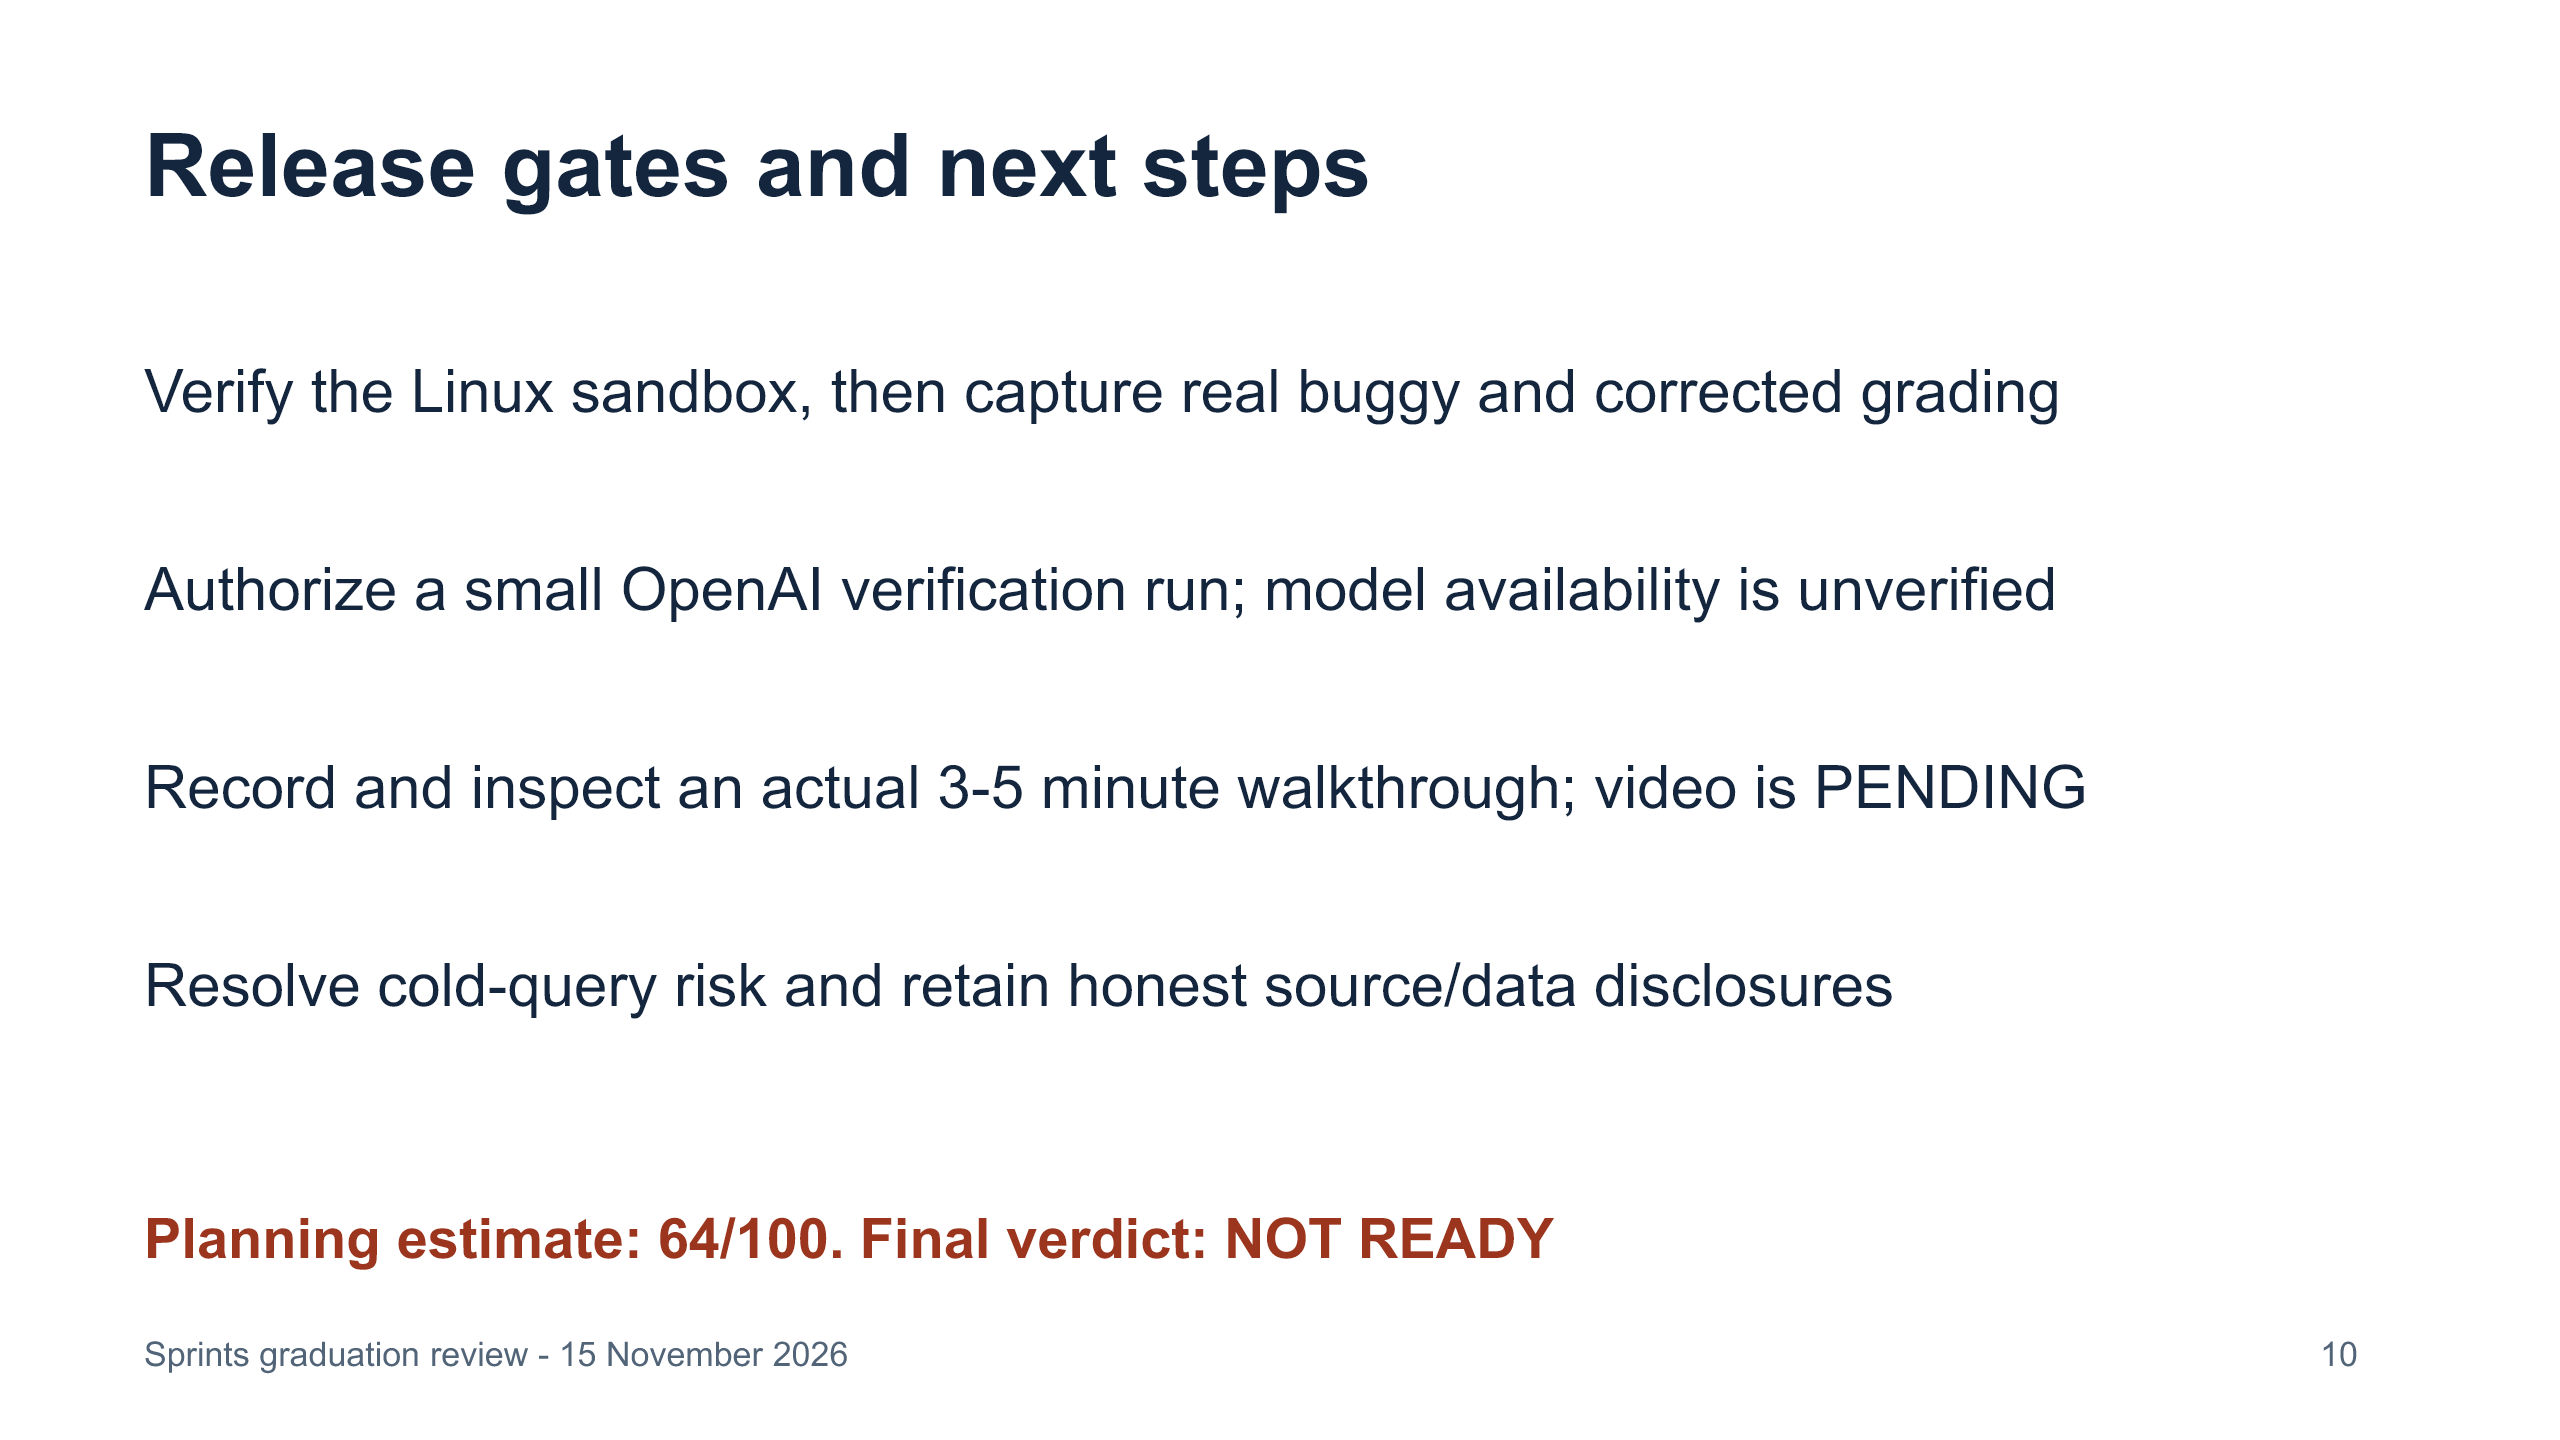 Release gates and next steps
Verify the Linux sandbox, then capture real buggy and corrected grading
Authorize a small OpenAI verification run; model availability is unverified
Record and inspect an actual 3-5 minute walkthrough; video is PENDING
Resolve cold-query risk and retain honest source/data disclosures
Planning estimate: 64/100. Final verdict: NOT READY
Sprints graduation review - 15 November 2026
10